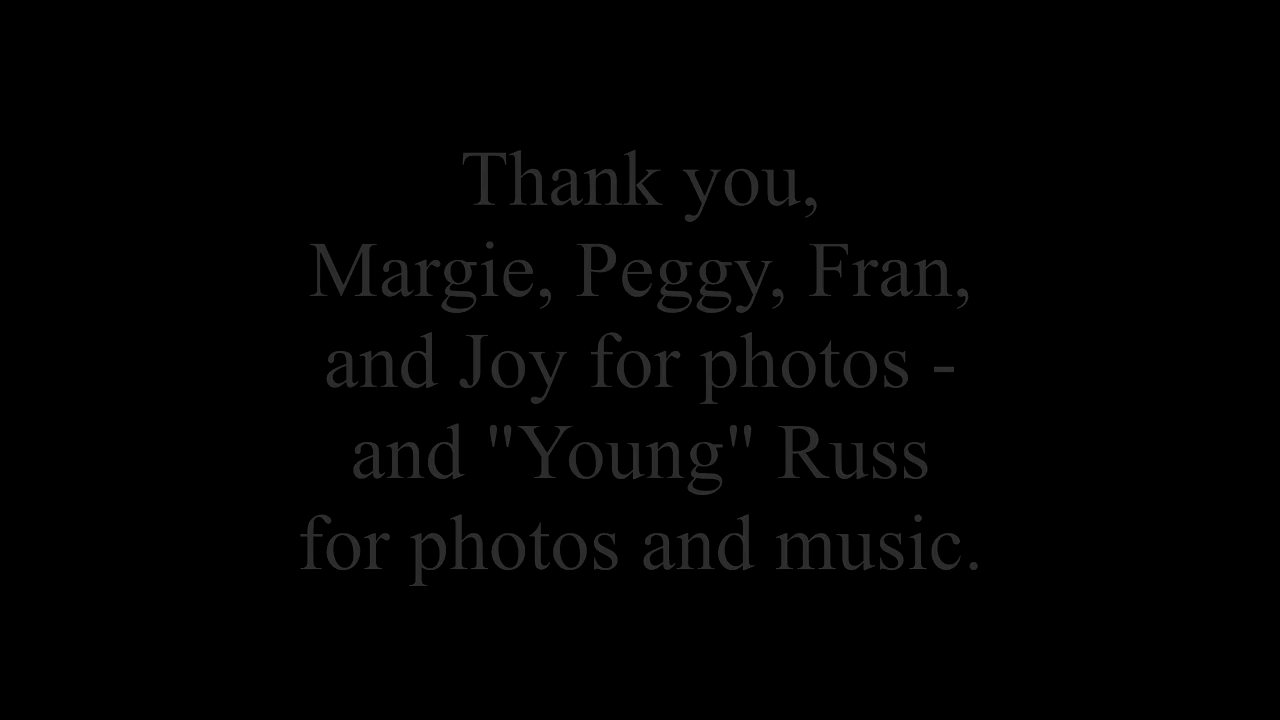 Thank you,
Margie, Peggy, Fran,
and Joy for photos -
and "Young" Russ
for photos and music.